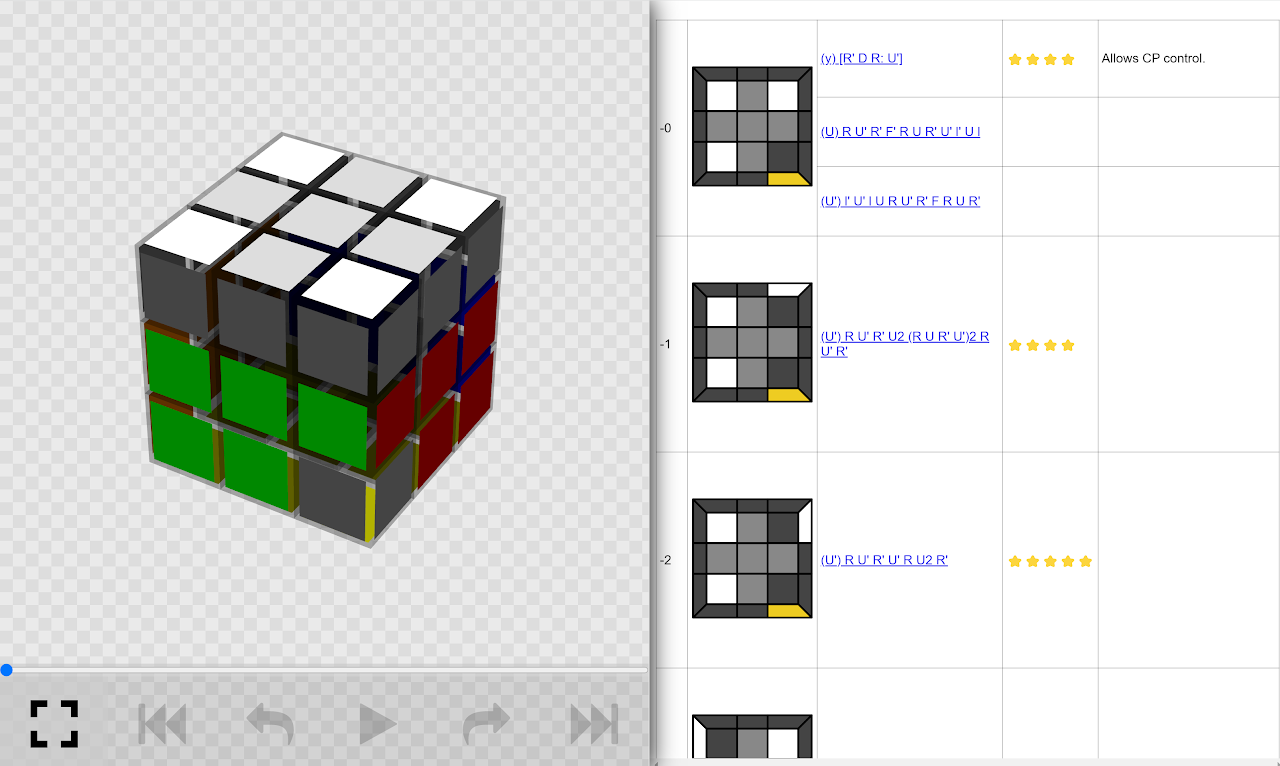 (y) [R' D R: U']
Allows CP control.
-0
(U) R U' R' F' R U R' U' l' U l
(U') l' U' l U R U' R' F R U R'
-1
(U') R U' R' U2 (R U R' U')2 R
U' R'
-2
(U') R U' R' U' R U2 R'